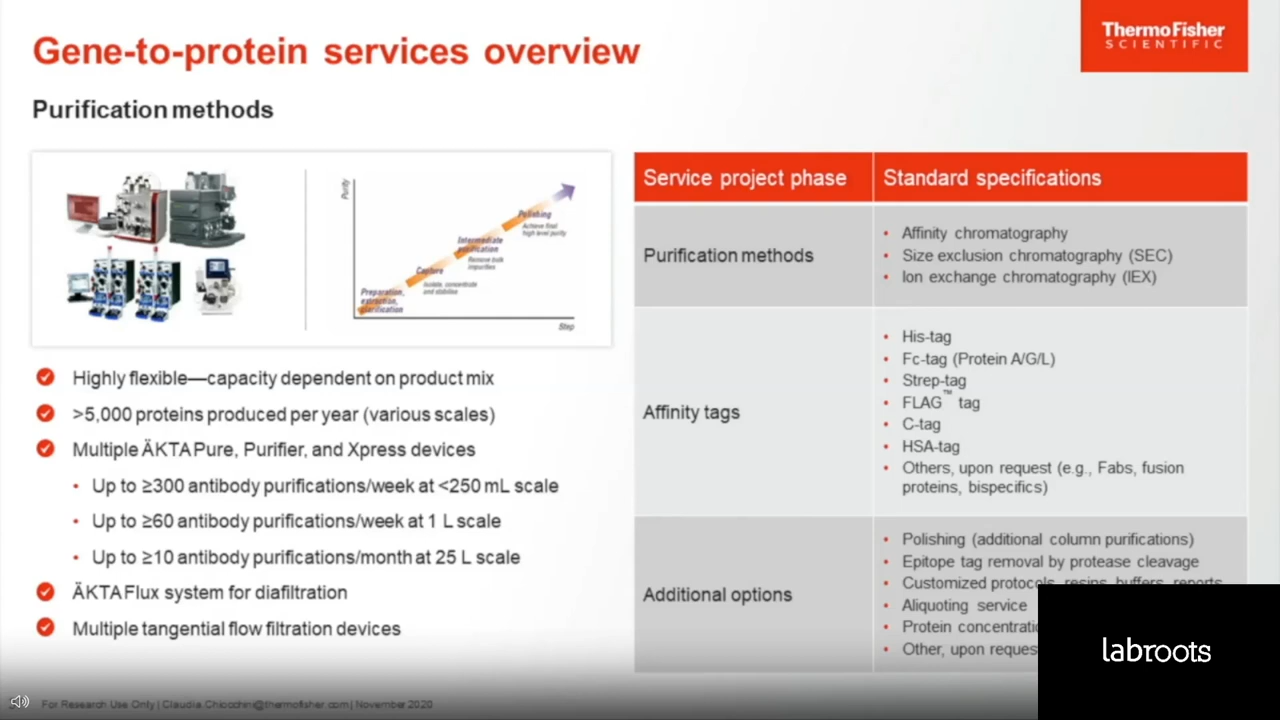 Gene-to-protein services overview
ThermoFisher
SCIENTIFIC
Purification methods
Purity
Polishing
Achieve final
high level purity
Intermediate
purification
Remove bulk
impurities
Capture
Isolate, concentrate
and stabilise
Preparation,
extraction,
clarification
Step
Highly flexible—capacity dependent on product mix
>5,000 proteins produced per year (various scales)
Multiple ÄKTA Pure, Purifier, and Xpress devices
Up to ≥300 antibody purifications/week at <250 mL scale
Up to ≥60 antibody purifications/week at 1 L scale
Up to ≥10 antibody purifications/month at 25 L scale
ÄKTA Flux system for diafiltration
Multiple tangential flow filtration devices
Service project phase
Standard specifications
Purification methods
Affinity chromatography
Size exclusion chromatography (SEC)
Ion exchange chromatography (IEX)
Affinity tags
His-tag
Fc-tag (Protein A/G/L)
Strep-tag
FLAG™ tag
C-tag
HSA-tag
Others, upon request (e.g., Fabs, fusion
proteins, bispecifics)
Additional options
Polishing (additional column purifications)
Epitope tag removal by protease cleavage
Customized protocols, resins, buffers, reports
Aliquoting service
Protein
Other, upon
labroots
For Research Use Only | Claudia.Chicochini@thermofisher.com | November 2020